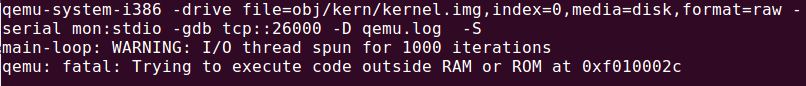 qemu-system-i386 -drive file=obj/kern/kernel.img,index=0,media=disk,format=raw -
serial mon:stdio -gdb tcp::26000 -D qemu.log  -S
main-loop: WARNING: I/O thread spun for 1000 iterations
qemu: fatal: Trying to execute code outside RAM or ROM at 0xf010002c